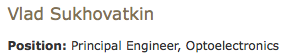 Vlad Sukhovatkin
Position: Principal Engineer, Optoelectronics